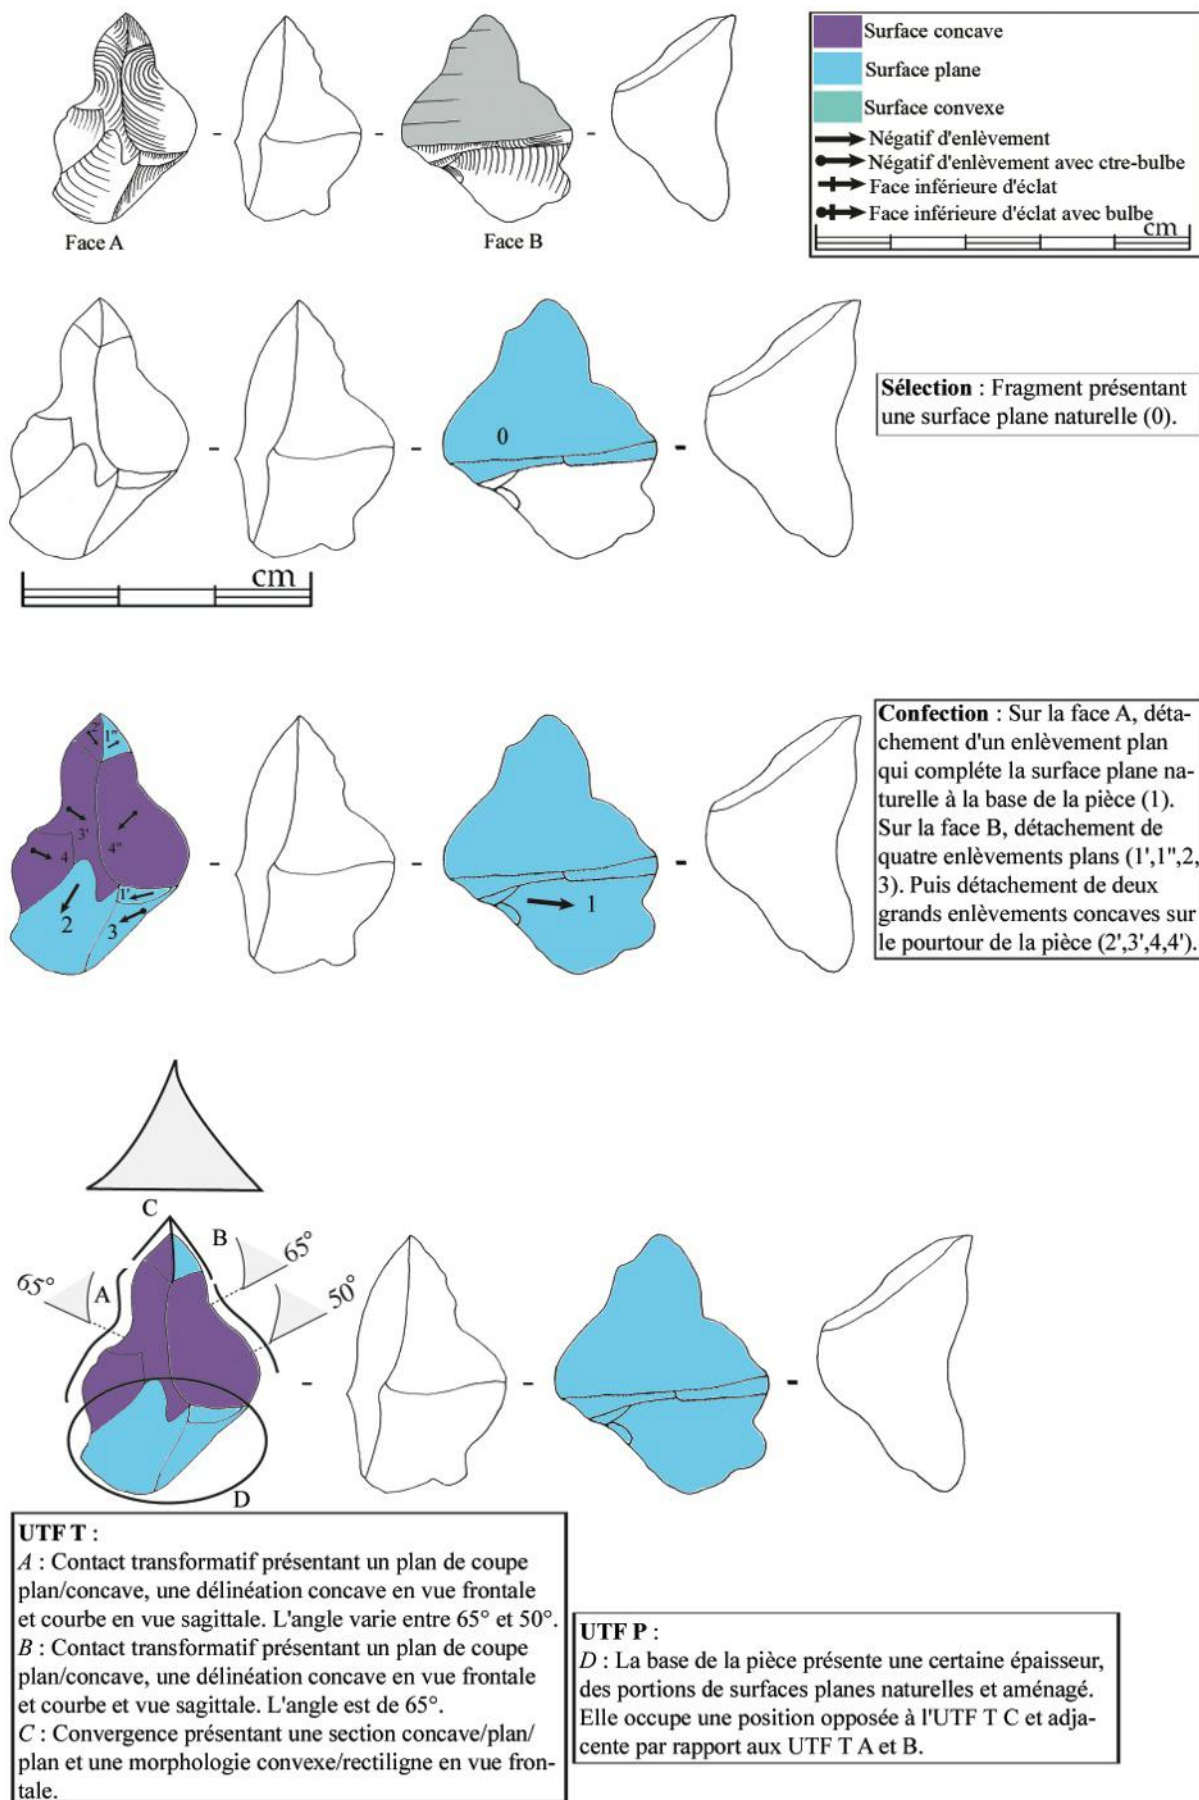 Surface concave
Surface plane
Surface convexe
Négatif d'enlèvement
Négatif d'enlèvement avec ctre-bulbe
Face inférieure d'éclat
Face inférieure d'éclat avec bulbe
cm
Face A
Face B
0
Sélection : Fragment présentant
une surface plane naturelle (0).
cm
2'
1"
3'
4"
4
1'
2
3
1
Confection : Sur la face A, déta-
chement d'un enlèvement plan
qui compléte la surface plane na-
turelle à la base de la pièce (1).
Sur la face B, détachement de
quatre enlèvements plans (1',1",2,
3). Puis détachement de deux
grands enlèvements concaves sur
le pourtour de la pièce (2',3',4,4').
C
B
65°
65°
A
50°
D
UTF T :
A : Contact transformatif présentant un plan de coupe
plan/concave, une délinéation concave en vue frontale
et courbe en vue sagittale. L'angle varie entre 65° et 50°.
B : Contact transformatif présentant un plan de coupe
plan/concave, une délinéation concave en vue frontale
et courbe et vue sagittale. L'angle est de 65°.
C : Convergence présentant une section concave/plan/
plan et une morphologie convexe/rectiligne en vue fron-
tale.
UTF P :
D : La base de la pièce présente une certaine épaisseur,
des portions de surfaces planes naturelles et aménagé.
Elle occupe une position opposée à l'UTF T C et adja-
cente par rapport aux UTF T A et B.